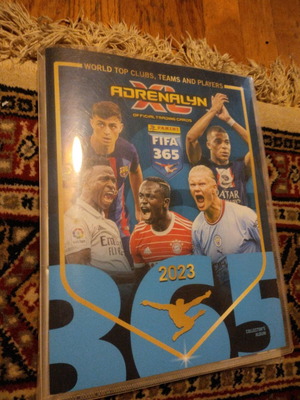 WORLD TOP CLUBS, TEAMS AND PLAYERS
ADRENALYN
XL
OFFICIAL TRADING CARDS
PANINI
FIFA
365
QATAR
2023
365
COLLECTOR'S
ALBUM